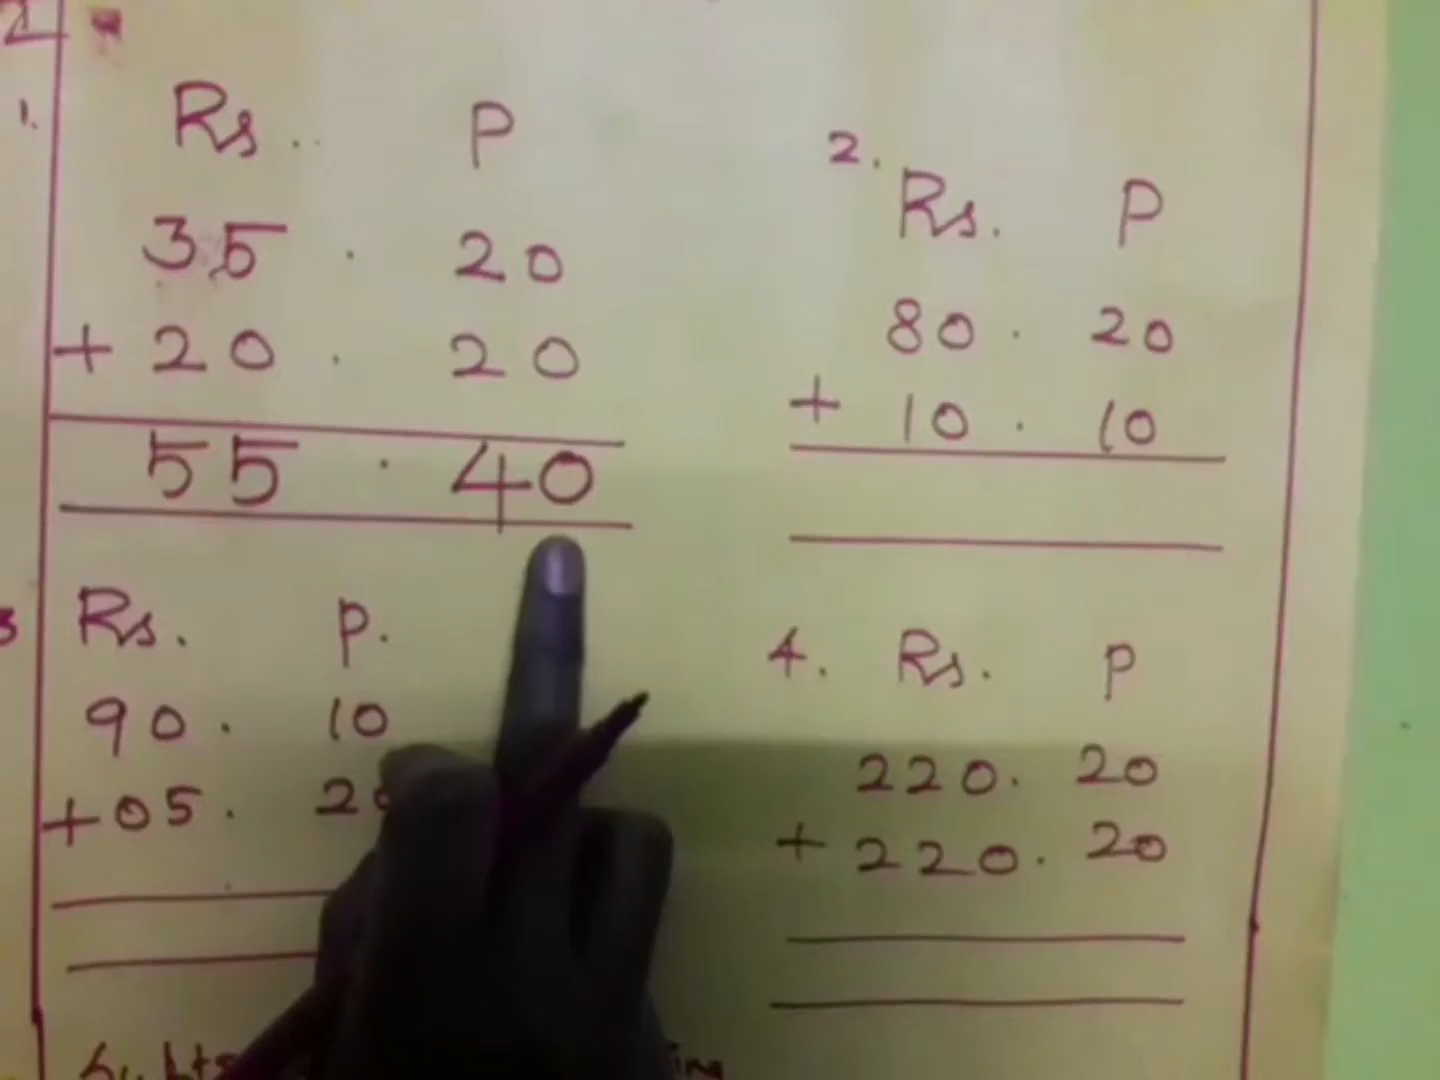 1.
Rs. P
35 . 20
+ 20 . 20
55 . 40
2.
Rs. P
80 . 20
+ 10 . 10
3 Rs. P.
90 . 10
+ 05 . 20
4. Rs. P
220 . 20
+ 220 . 20